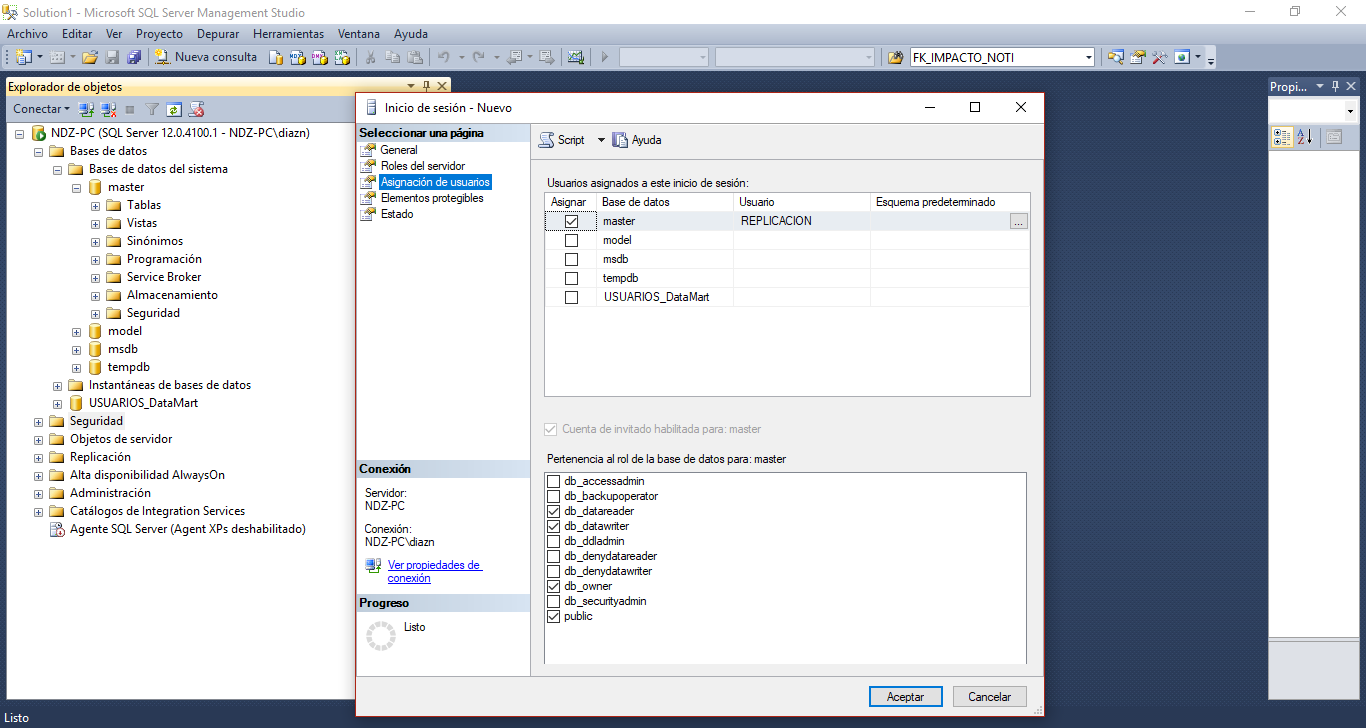 Solution1 - Microsoft SQL Server Management Studio
Archivo Editar Ver Proyecto Depurar Herramientas Ventana Ayuda
Nueva consulta
FK_IMPACTO_NOTI
Explorador de objetos
Conectar
NDZ-PC (SQL Server 12.0.4100.1 - NDZ-PC\diazn)
Bases de datos
Bases de datos del sistema
master
Tablas
Vistas
Sinónimos
Programación
Service Broker
Almacenamiento
Seguridad
model
msdb
tempdb
Instantáneas de bases de datos
USUARIOS_DataMart
Seguridad
Objetos de servidor
Replicación
Alta disponibilidad AlwaysOn
Administración
Catálogos de Integration Services
Agente SQL Server (Agent XPs deshabilitado)
Inicio de sesión - Nuevo
Seleccionar una página
General
Roles del servidor
Asignación de usuarios
Elementos protegibles
Estado
Conexión
Servidor:
NDZ-PC
Conexión:
NDZ-PC\diazn
Ver propiedades de
conexión
Progreso
Listo
Script Ayuda
Usuarios asignados a este inicio de sesión:
Asignar Base de datos Usuario Esquema predeterminado
master REPLICACION ...
model
msdb
tempdb
USUARIOS_DataMart
Cuenta de invitado habilitada para: master
Pertenencia al rol de la base de datos para: master
db_accessadmin
db_backupoperator
db_datareader
db_datawriter
db_ddladmin
db_denydatareader
db_denydatawriter
db_owner
db_securityadmin
public
Aceptar Cancelar
Propi...
Listo